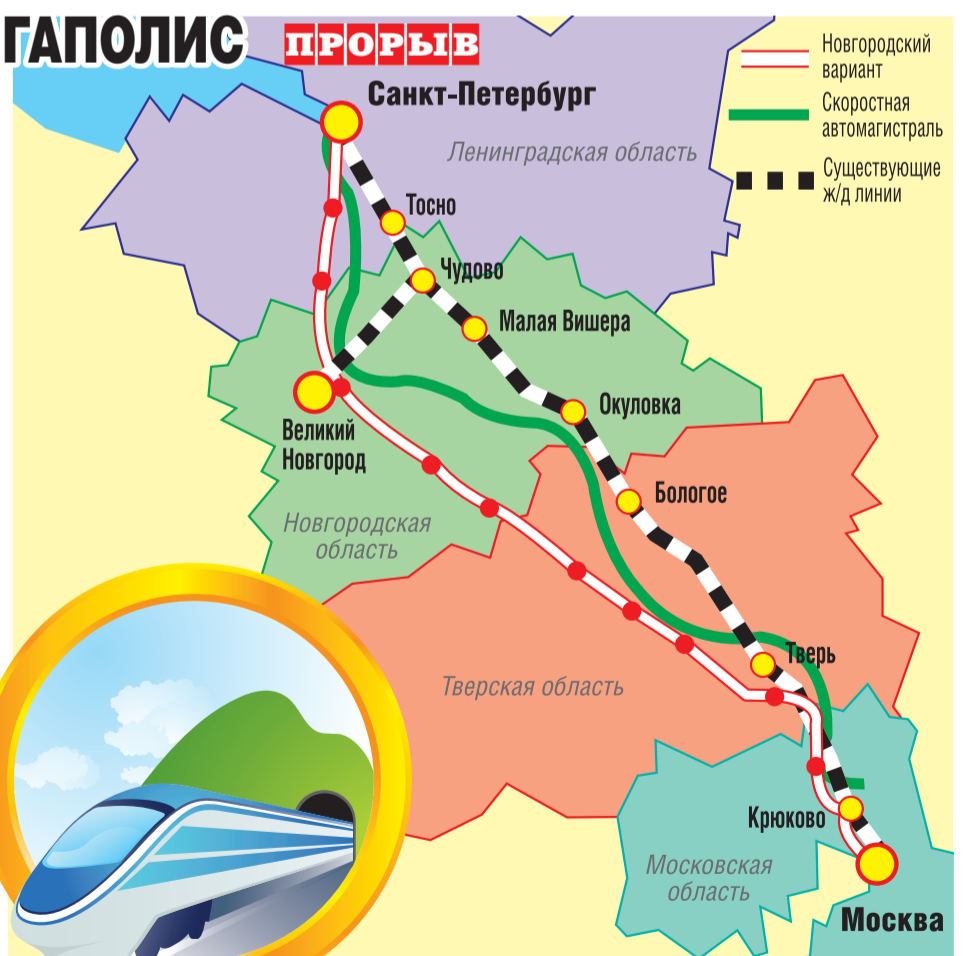 ГАПОЛИС
ПРОРЫВ
Новгородский
вариант
Скоростная
автомагистраль
Существующие
ж/д линии
Санкт-Петербург
Ленинградская область
Тосно
Чудово
Малая Вишера
Окуловка
Великий
Новгород
Бологое
Новгородская
область
Тверь
Тверская область
Крюково
Московская
область
Москва